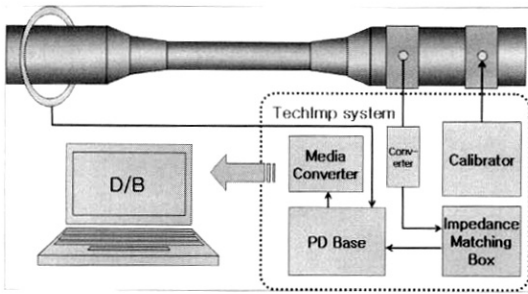 TechImp system
Media
Converter
Conv-
erter
Calibrator
D/B
PD Base
Impedance
Matching
Box